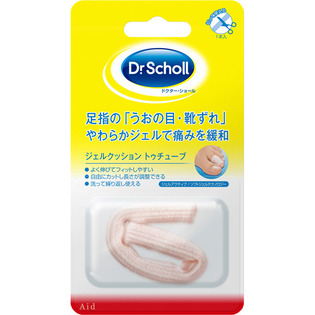 1本入
Dr Scholl
ドクター・ショール
足指の「うおの目・靴ずれ」
やわらかジェルで痛みを緩和
ジェルクッション トゥチューブ
●よく伸びてフィットしやすい
●自由にカットし長さが調整できる
●洗って繰り返し使える
Aid